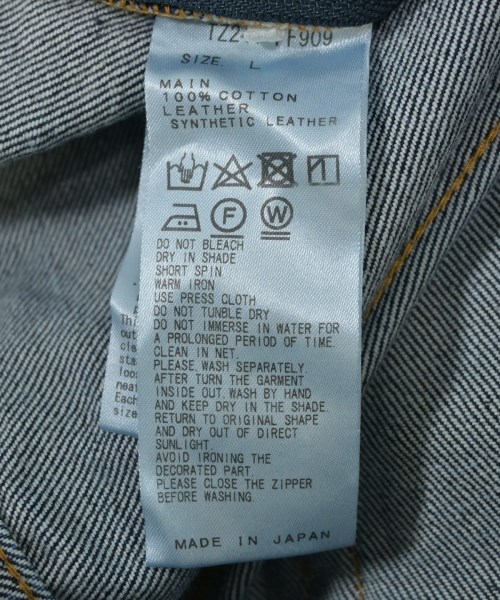 SIZE. L
MAIN
100% COTTON
LEATHER
SYNTHETIC LEATHER
F
W
DO NOT BLEACH
DRY IN SHADE
SHORT SPIN
WARM IRON
USE PRESS CLOTH
DO NOT TUMBLE DRY
DO NOT IMMERSE IN WATER FOR
A PROLONGED PERIOD OF TIME.
CLEAN IN NET.
PLEASE, WASH SEPARATELY.
AFTER TURN THE GARMENT
INSIDE OUT, WASH BY HAND
AND KEEP DRY IN THE SHADE.
RETURN TO ORIGINAL SHAPE
AND DRY OUT OF DIRECT
SUNLIGHT.
AVOID IRONING THE
DECORATED PART.
PLEASE CLOSE THE ZIPPER
BEFORE WASHING.
MADE IN JAPAN